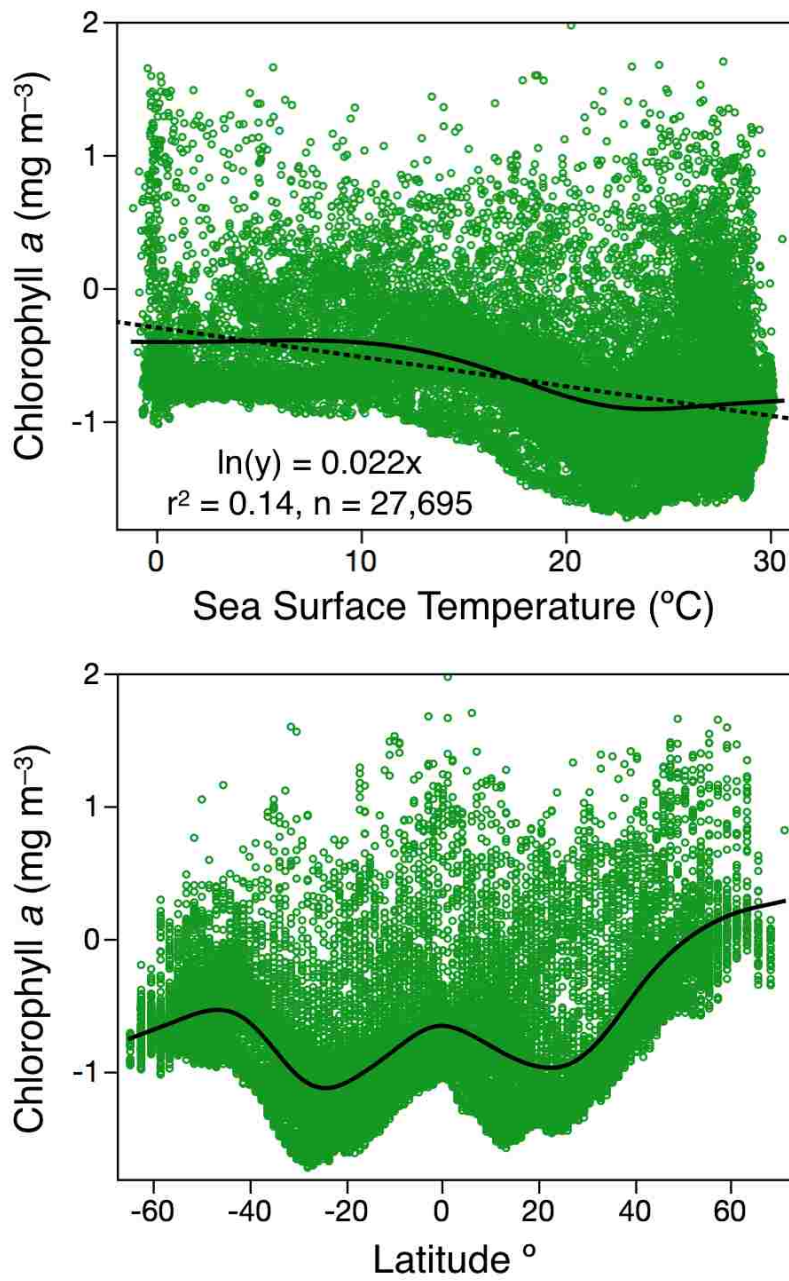 2
1
0
-1
Chlorophyll a (mg m⁻³)
ln(y) = 0.022x
r² = 0.14, n = 27,695
0 10 20 30
Sea Surface Temperature (ºC)
2
1
0
-1
Chlorophyll a (mg m⁻³)
-60 -40 -20 0 20 40 60
Latitude º